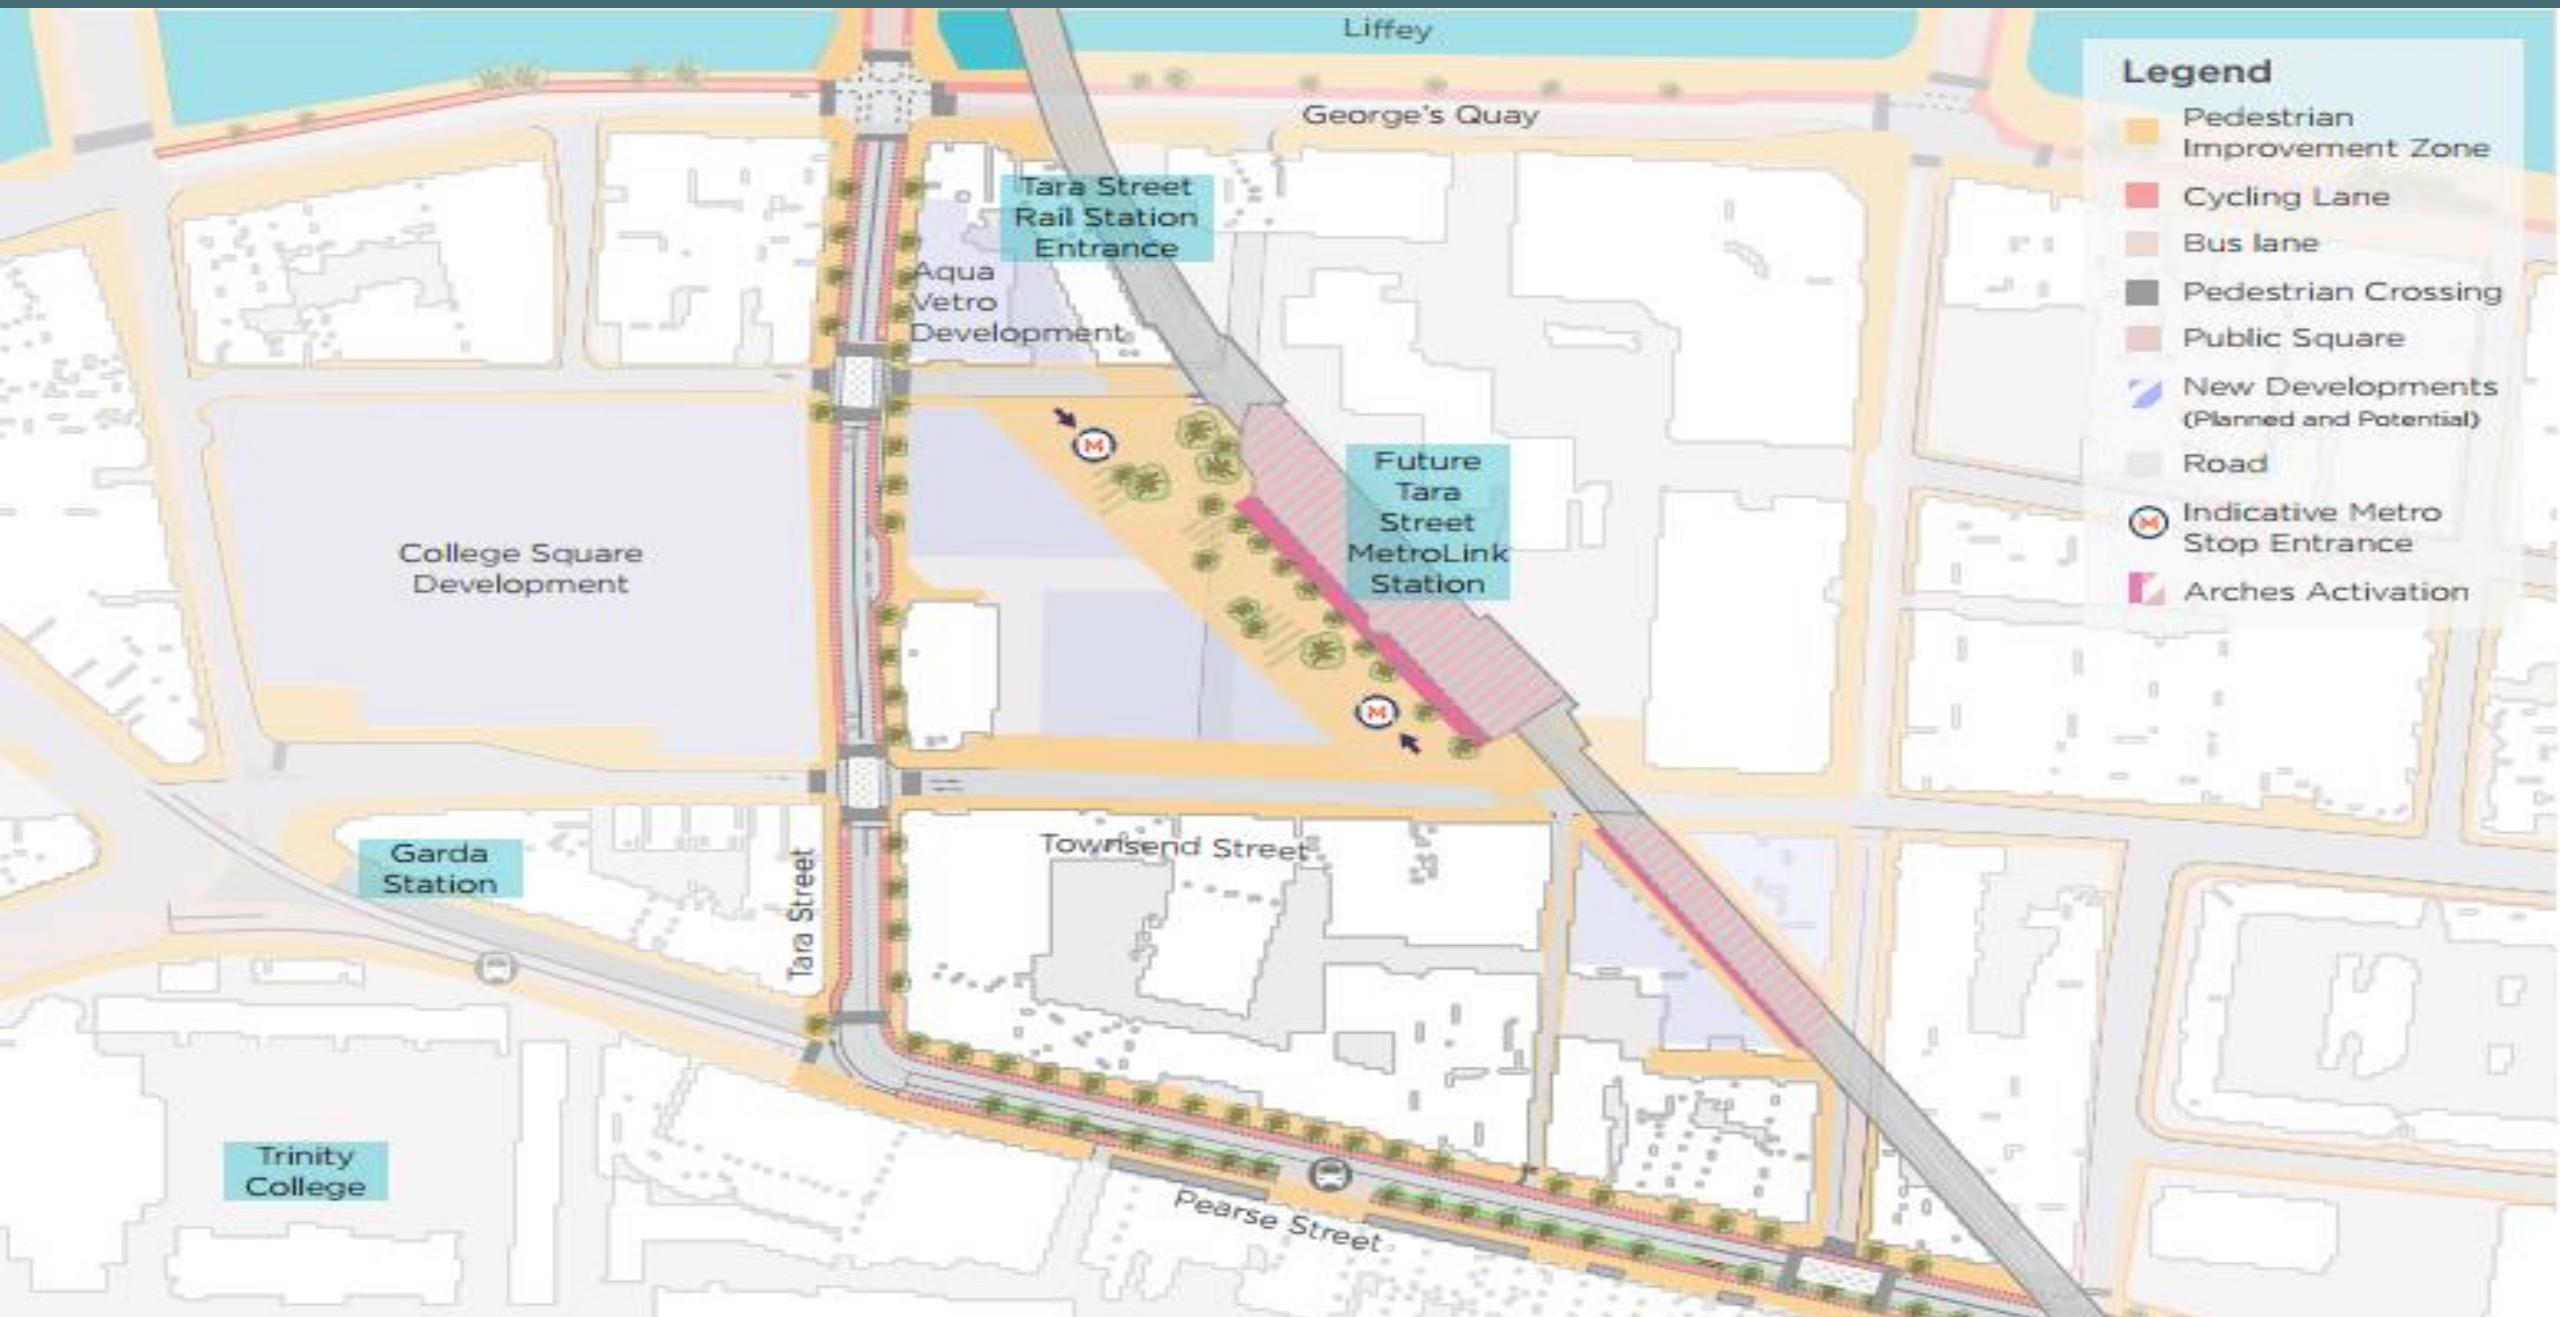 Liffey
George's Quay
Tara Street
Rail Station
Entrance
Aqua
Vetro
Development
College Square
Development
M
Future
Tara
Street
MetroLink
Station
M
Garda
Station
Tara Street
Townsend Street
Trinity
College
Pearse Street
Legend
Pedestrian
Improvement Zone
Cycling Lane
Bus lane
Pedestrian Crossing
Public Square
New Developments
(Planned and Potential)
Road
M
Indicative Metro
Stop Entrance
Arches Activation